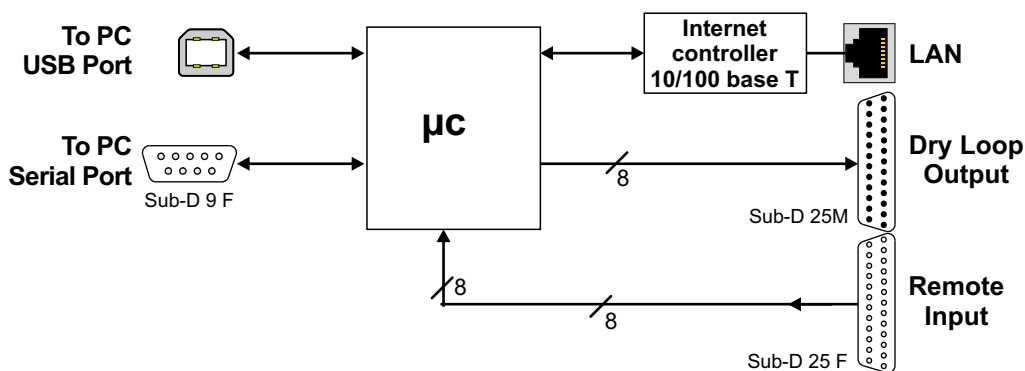 To PC
USB Port
Internet
controller
10/100 base T
LAN
µc
To PC
Serial Port
Sub-D 9 F
8
Dry Loop
Output
Sub-D 25M
8
8
Remote
Input
Sub-D 25 F